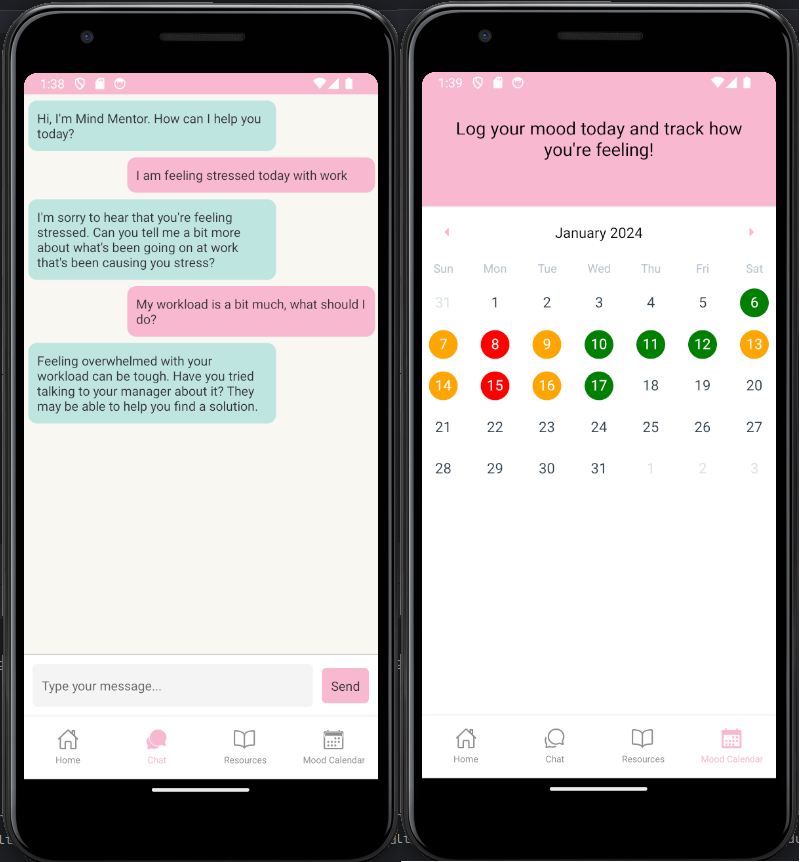 1:38
Hi, I'm Mind Mentor. How can I help you
today?
I am feeling stressed today with work
I'm sorry to hear that you're feeling
stressed. Can you tell me a bit more
about what's been going on at work
that's been causing you stress?
My workload is a bit much, what should I
do?
Feeling overwhelmed with your
workload can be tough. Have you tried
talking to your manager about it? They
may be able to help you find a solution.
Type your message...
Send
Home Chat Resources Mood Calendar
1:39
Log your mood today and track how
you're feeling!
January 2024
Sun Mon Tue Wed Thu Fri Sat
31 1 2 3 4 5 6
7 8 9 10 11 12 13
14 15 16 17 18 19 20
21 22 23 24 25 26 27
28 29 30 31 1 2 3
Home Chat Resources Mood Calendar